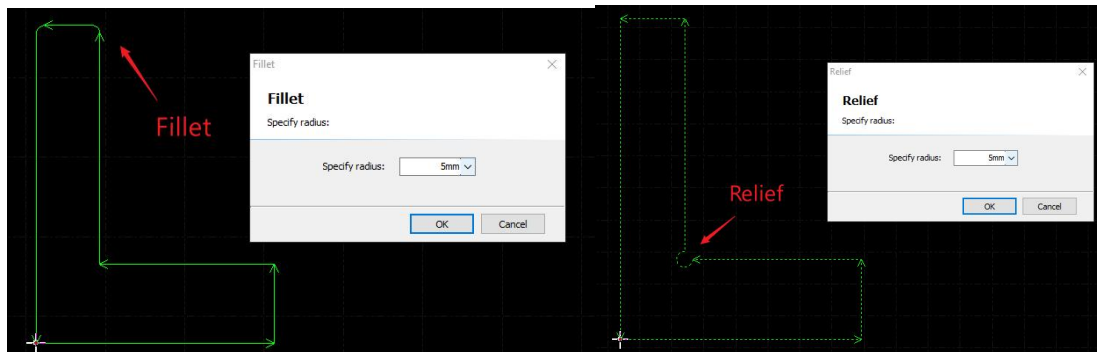 Fillet
Fillet
Specify radius:
Specify radius:
5mm
OK
Cancel
Fillet
Relief
Relief
Specify radius:
Specify radius:
5mm
OK
Cancel
Relief